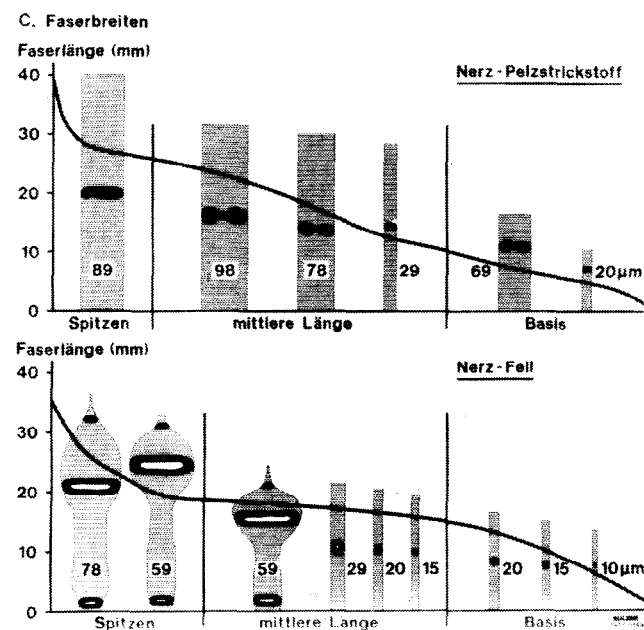 C. Faserbreiten
Faserlänge (mm)
Nerz-Pelzstrickstoff
40
30
20
10
0
89
98
78
29
69
20µm
Spitzen
mittlere Länge
Basis
Faserlänge (mm)
Nerz-Fell
40
30
20
10
0
78
59
59
29
20
15
20
15
10µm
Spitzen
mittlere Länge
Basis